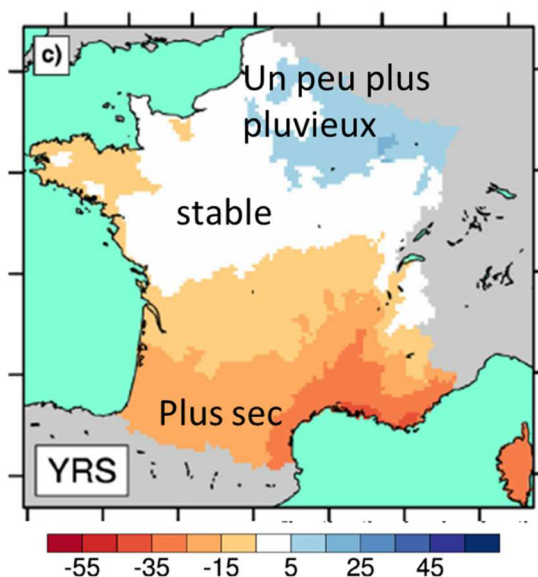 c)
Un peu plus
pluvieux
stable
Plus sec
YRS
-55 -35 -15 5 25 45